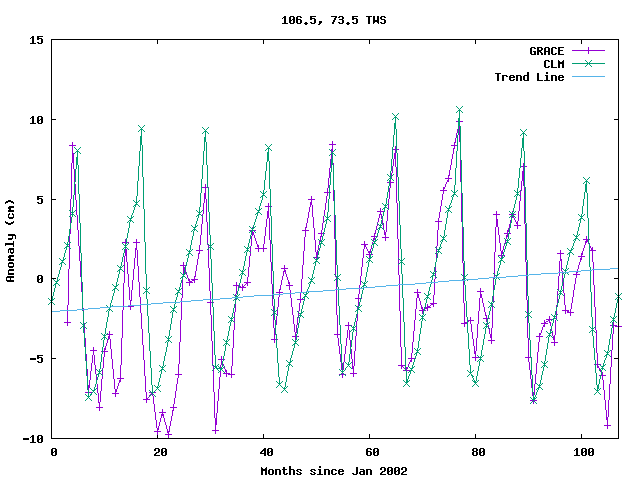 106.5, 73.5 TWS
15
10
5
0
-5
-10
Anomaly (cm)
GRACE
CLM
Trend Line
0 20 40 60 80 100
Months since Jan 2002